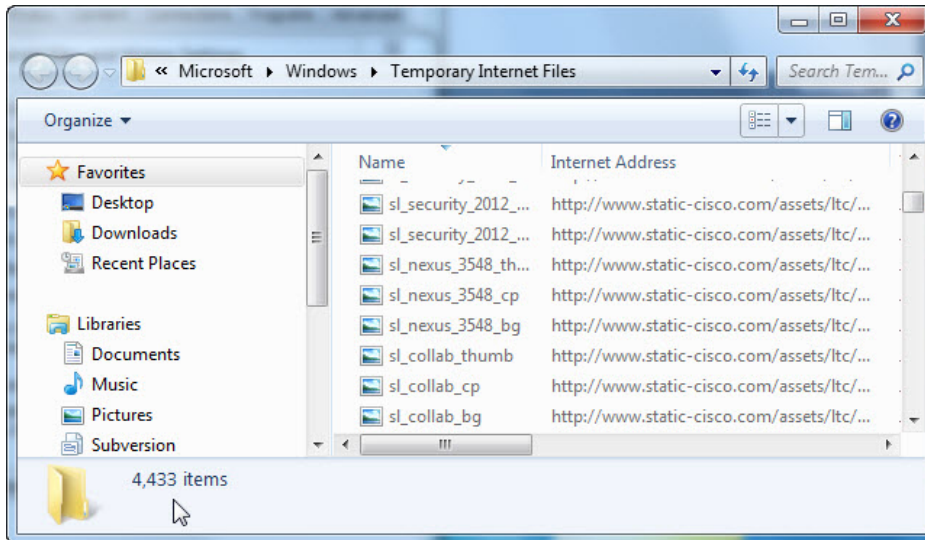 « Microsoft ▸ Windows ▸ Temporary Internet Files
Search Tem...
Organize
Favorites
Desktop
Downloads
Recent Places
Libraries
Documents
Music
Pictures
Subversion
Name Internet Address
sl_security_2012_... http://www.static-cisco.com/assets/ltc/...
sl_security_2012_... http://www.static-cisco.com/assets/ltc/...
sl_nexus_3548_th... http://www.static-cisco.com/assets/ltc/...
sl_nexus_3548_cp http://www.static-cisco.com/assets/ltc/...
sl_nexus_3548_bg http://www.static-cisco.com/assets/ltc/...
sl_collab_thumb http://www.static-cisco.com/assets/ltc/...
sl_collab_cp http://www.static-cisco.com/assets/ltc/...
sl_collab_bg http://www.static-cisco.com/assets/ltc/...
4,433 items